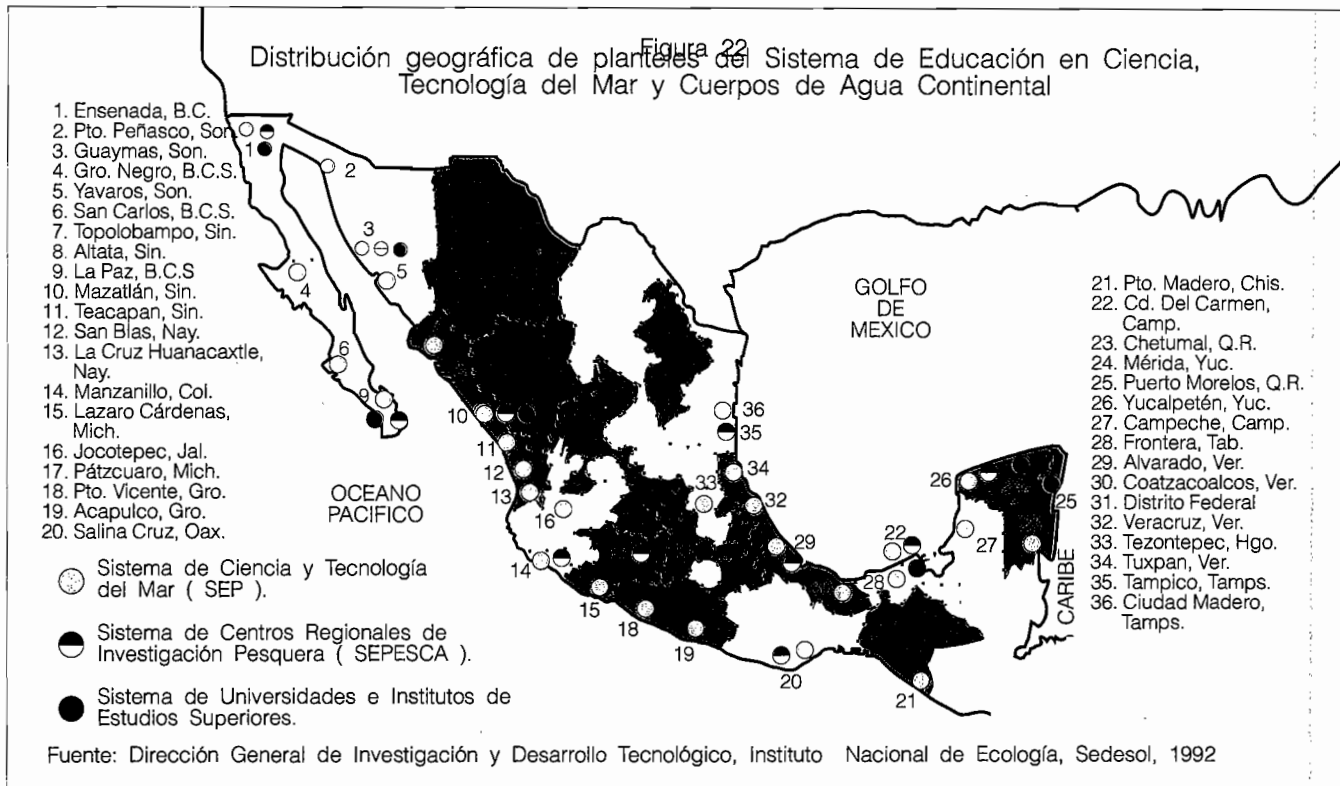 Figura 22
Distribución geográfica de planteles del Sistema de Educación en Ciencia,
Tecnología del Mar y Cuerpos de Agua Continental
1. Ensenada, B.C.
2. Pto. Peñasco, Son.
3. Guaymas, Son.
4. Gro. Negro, B.C.S.
5. Yavaros, Son.
6. San Carlos, B.C.S.
7. Topolobampo, Sin.
8. Altata, Sin.
9. La Paz, B.C.S
10. Mazatlán, Sin.
11. Teacapan, Sin.
12. San Blas, Nay.
13. La Cruz Huanacaxtle,
Nay.
14. Manzanillo, Col.
15. Lazaro Cárdenas,
Mich.
16. Jocotepec, Jal.
17. Pátzcuaro, Mich.
18. Pto. Vicente, Gro.
19. Acapulco, Gro.
20. Salina Cruz, Oax.
1
2
3
5
4
6
9
10
11
12
13
16
14
15
18
19
20
21
22
28
29
32
33
34
35
36
26
27
25
OCEANO
PACIFICO
GOLFO
DE
MEXICO
CARIBE
21. Pto. Madero, Chis.
22. Cd. Del Carmen,
Camp.
23. Chetumal, Q.R.
24. Mérida, Yuc.
25. Puerto Morelos, Q.R.
26. Yucalpetén, Yuc.
27. Campeche, Camp.
28. Frontera, Tab.
29. Alvarado, Ver.
30. Coatzacoalcos, Ver.
31. Distrito Federal
32. Veracruz, Ver.
33. Tezontepec, Hgo.
34. Tuxpan, Ver.
35. Tampico, Tamps.
36. Ciudad Madero,
Tamps.
Sistema de Ciencia y Tecnología
del Mar ( SEP ).
Sistema de Centros Regionales de
Investigación Pesquera ( SEPESCA ).
Sistema de Universidades e Institutos de
Estudios Superiores.
Fuente: Dirección General de Investigación y Desarrollo Tecnológico, Instituto Nacional de Ecología, Sedesol, 1992